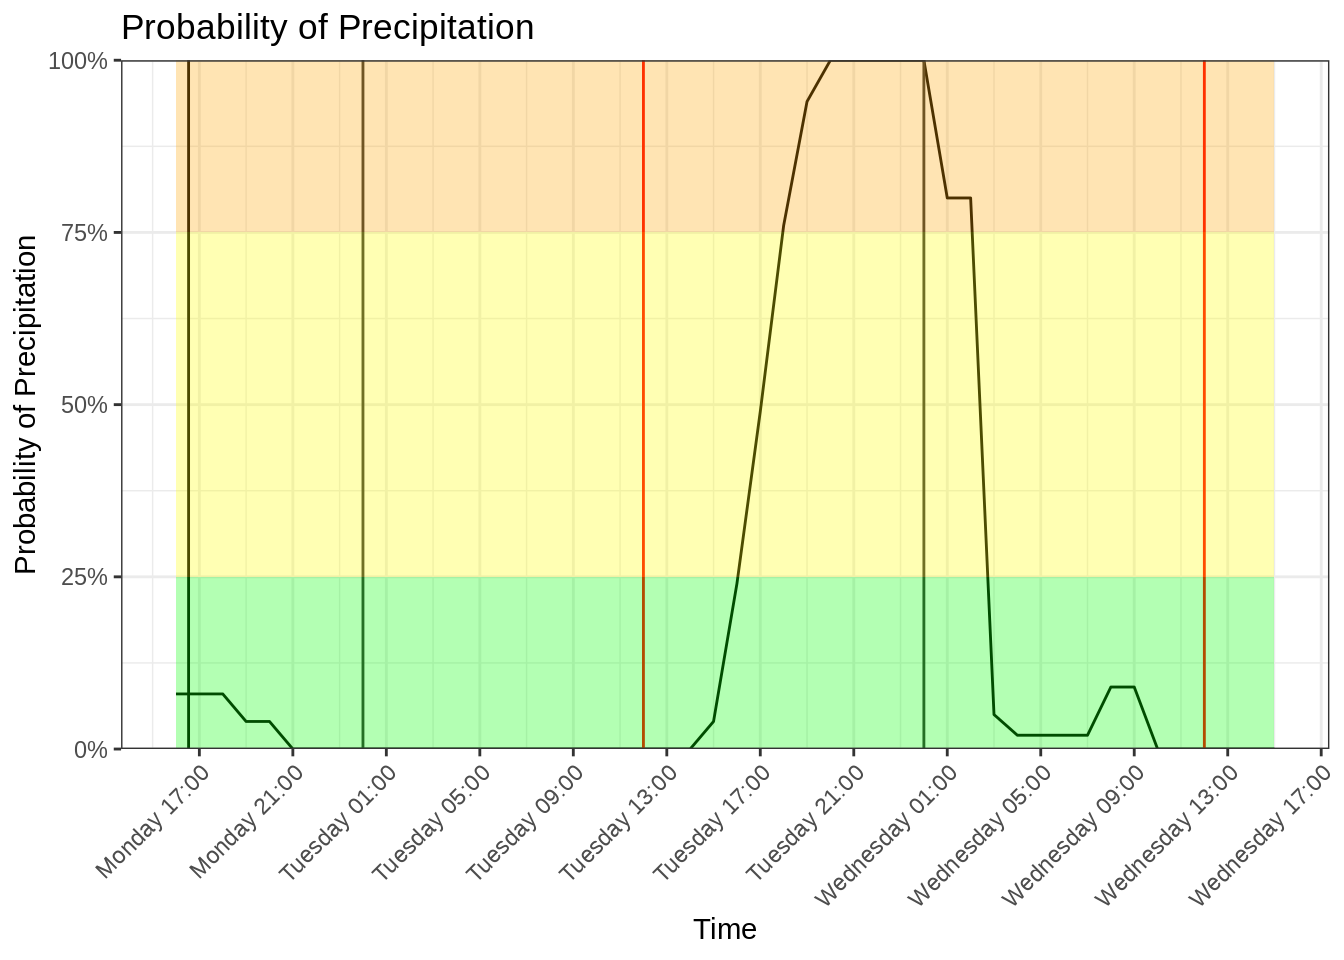 Probability of Precipitation
100%
75%
50%
25%
0%
Probability of Precipitation
Monday 17:00
Monday 21:00
Tuesday 01:00
Tuesday 05:00
Tuesday 09:00
Tuesday 13:00
Tuesday 17:00
Tuesday 21:00
Wednesday 01:00
Wednesday 05:00
Wednesday 09:00
Wednesday 13:00
Wednesday 17:00
Time